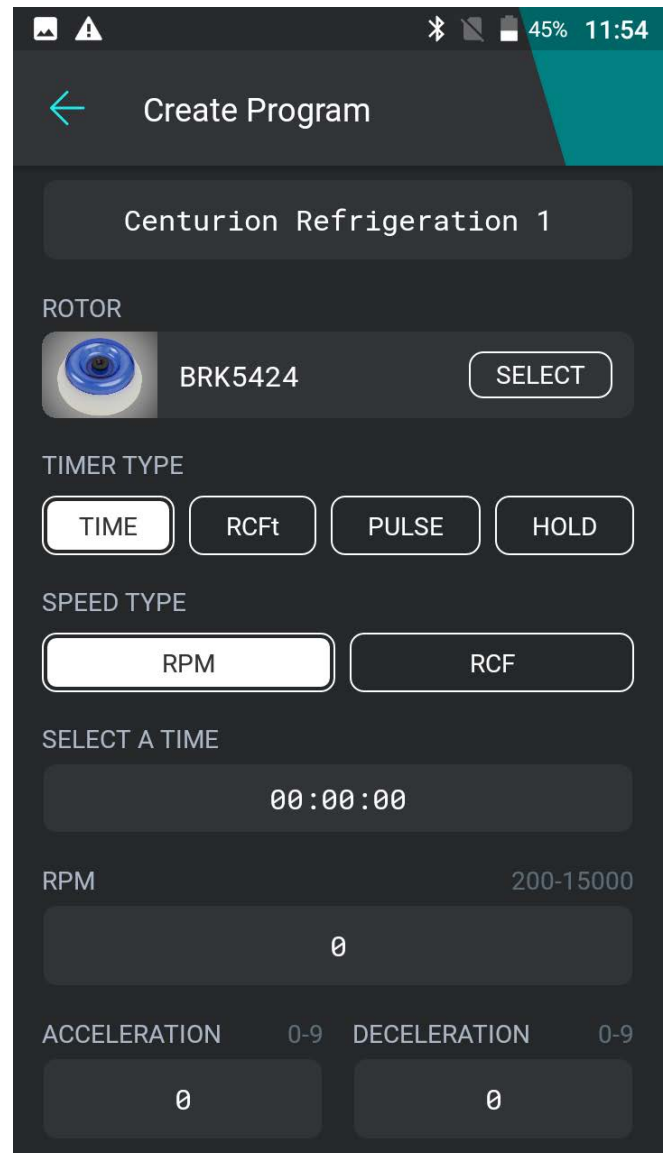 45% 11:54
Create Program
Centurion Refrigeration 1
ROTOR
BRK5424 SELECT
TIMER TYPE
TIME RCFt PULSE HOLD
SPEED TYPE
RPM RCF
SELECT A TIME
00:00:00
RPM 200-15000
0
ACCELERATION 0-9 DECELERATION 0-9
0 0